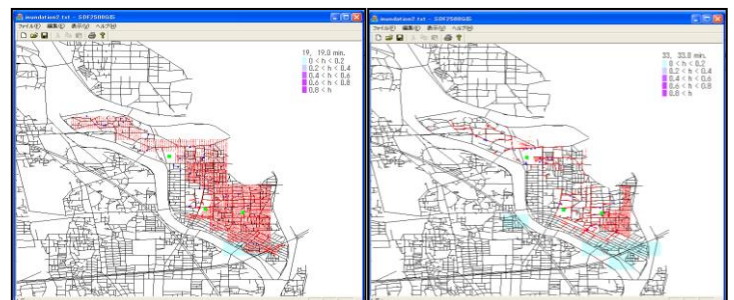 inundation2.txt - SDF2500GIS
ファイル(F) 編集(E) 表示(V) ヘルプ(H)
19, 19.0 min.
0 < h < 0.2
0.2 < h < 0.4
0.4 < h < 0.6
0.6 < h < 0.8
0.8 < h
inundation2.txt - SDF2500GIS
ファイル(F) 編集(E) 表示(V) ヘルプ(H)
33, 33.0 min.
0 < h < 0.2
0.2 < h < 0.4
0.4 < h < 0.6
0.6 < h < 0.8
0.8 < h